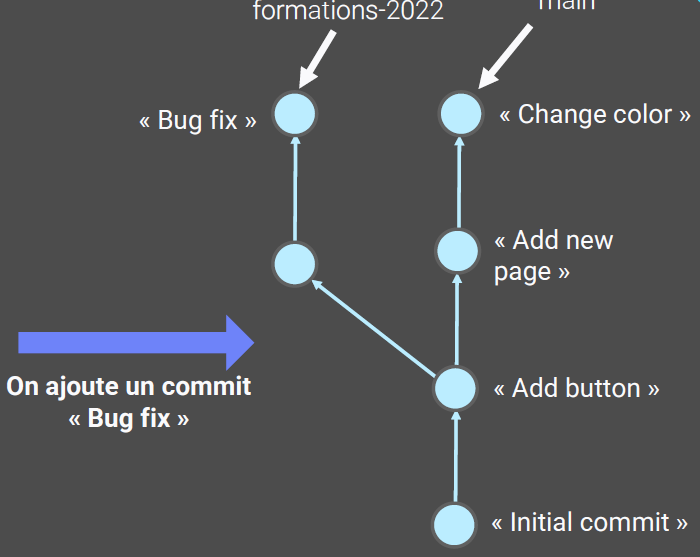 formations-2022
main
« Bug fix »
« Change color »
« Add new
page »
On ajoute un commit
« Bug fix »
« Add button »
« Initial commit »